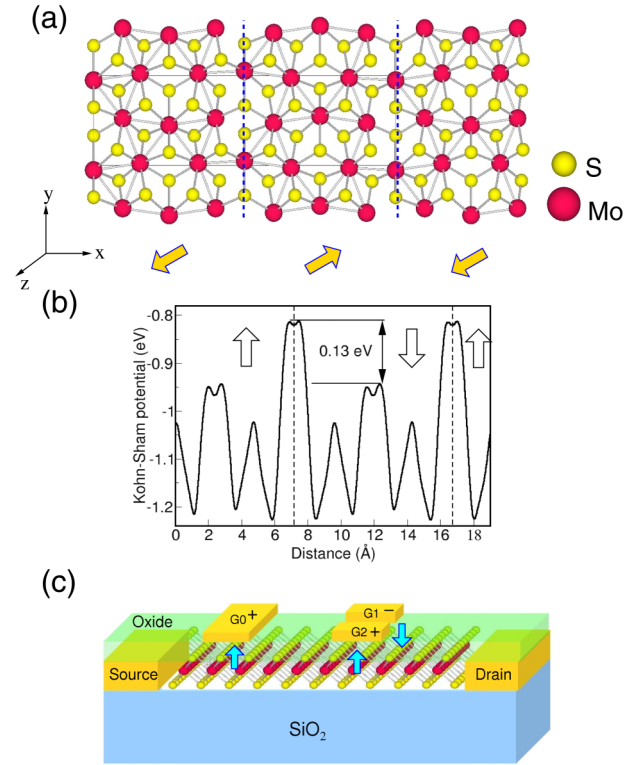 (a)
S
Mo
y
x
z
(b)
Kohn-Sham potential (eV)
-0.8
-0.9
-1
-1.1
-1.2
0.13 eV
0 2 4 6 8 10 12 14 16 18
Distance (Å)
(c)
Oxide
G0+
G1−
G2+
Source
Drain
SiO₂